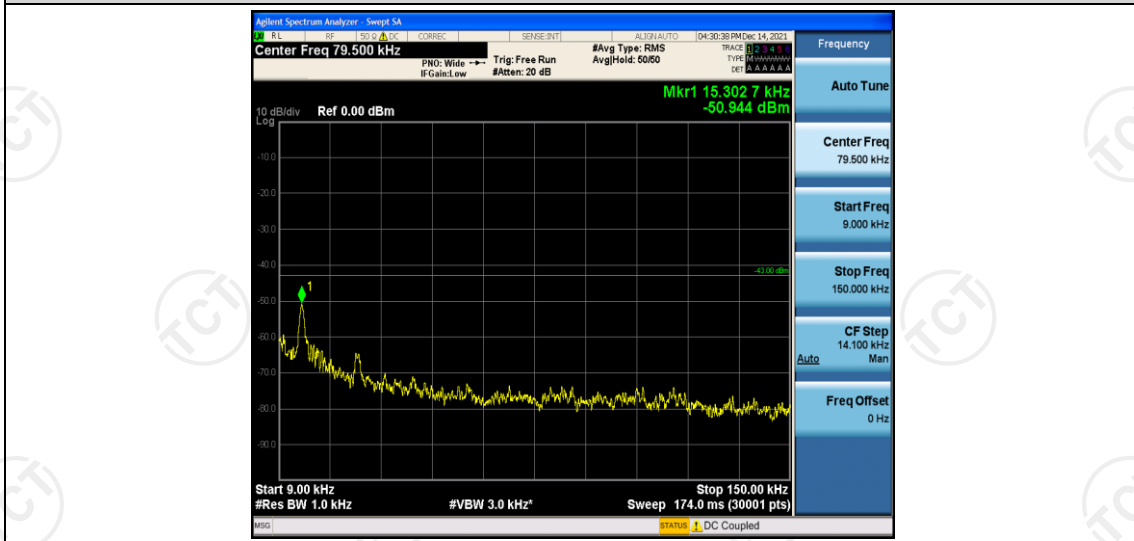 Agilent Spectrum Analyzer - Swept SA
RL RF 50 Ω DC CORREC SENSE:INT ALIGNAUTO 04:30:38 PM Dec 14, 2021
Center Freq 79.500 kHz
#Avg Type: RMS
TRACE 1 2 3 4 5 6
PNO: Wide Trig: Free Run
Avg|Hold: 50/50
TYPE M
IFGain:Low #Atten: 20 dB
DET A A A A A A
Mkr1 15.302 7 kHz
-50.944 dBm
10 dB/div Ref 0.00 dBm
Log
-10.0
-20.0
-30.0
-40.0
-43.00 dBm
1
-50.0
-60.0
-70.0
-80.0
-90.0
Start 9.00 kHz Stop 150.00 kHz
#Res BW 1.0 kHz #VBW 3.0 kHz* Sweep 174.0 ms (30001 pts)
MSG STATUS DC Coupled
Frequency
Auto Tune
Center Freq
79.500 kHz
Start Freq
9.000 kHz
Stop Freq
150.000 kHz
CF Step
14.100 kHz
Auto Man
Freq Offset
0 Hz
TCT
TCT
TCT
TCT